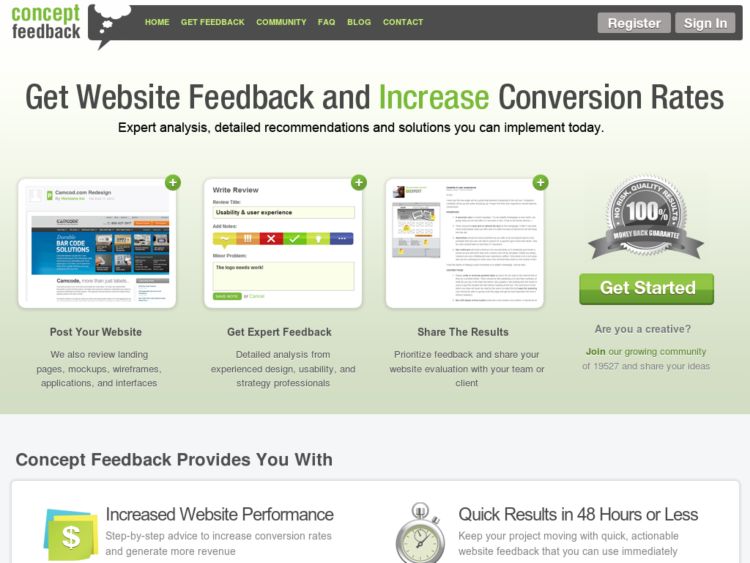 concept
feedback
HOME GET FEEDBACK COMMUNITY FAQ BLOG CONTACT
Register Sign In
Get Website Feedback and Increase Conversion Rates
Expert analysis, detailed recommendations and solutions you can implement today.
Camcod.com Redesign
CAMCODE
Durable
BAR CODE
SOLUTIONS
Camcode, more than just labels.
Write Review
Review Title:
Usability & user experience
Add Notes:
Minor Problem:
The logo needs work!
SAVE NOTE or Cancel
NO RISK, QUALITY RESULTS
100%
MONEY BACK GUARANTEE
Get Started
Post Your Website
We also review landing
pages, mockups, wireframes,
applications, and interfaces
Get Expert Feedback
Detailed analysis from
experienced design, usability, and
strategy professionals
Share The Results
Prioritize feedback and share your
website evaluation with your team or
client
Are you a creative?
Join our growing community
of 19527 and share your ideas
Concept Feedback Provides You With
$
Increased Website Performance
Step-by-step advice to increase conversion rates
and generate more revenue
Quick Results in 48 Hours or Less
Keep your project moving with quick, actionable
website feedback that you can use immediately